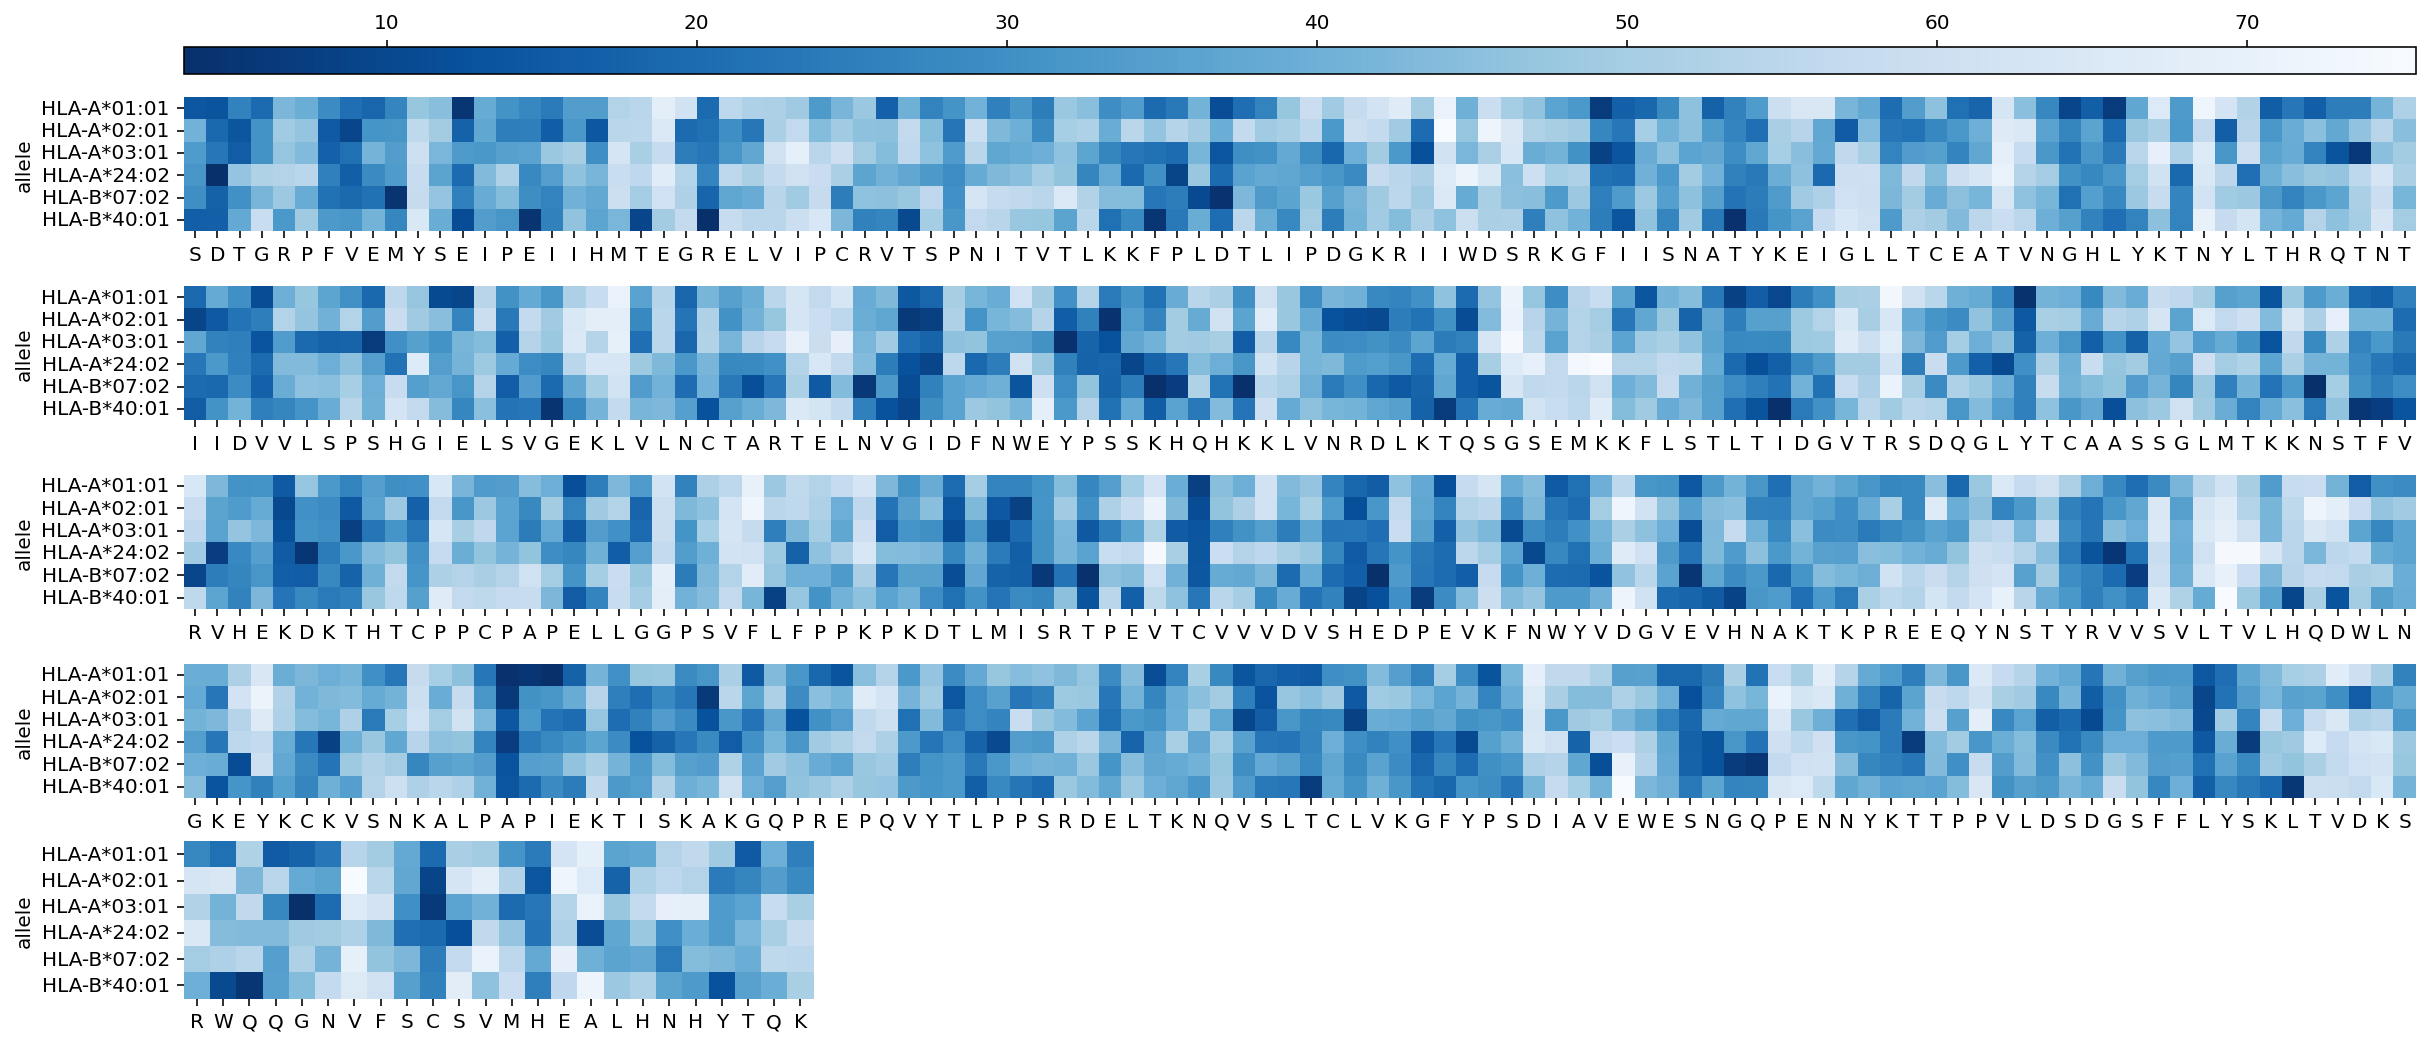 10 20 30 40 50 60 70
allele
HLA-A*01:01
HLA-A*02:01
HLA-A*03:01
HLA-A*24:02
HLA-B*07:02
HLA-B*40:01
S D T G R P F V E M Y S E I P E I I H M T E G R E L V I P C R V T S P N I T V T L K K F P L D T L I P D G K R I I W D S R K G F I I S N A T Y K E I G L L T C E A T V N G H L Y K T N Y L T H R Q T N T
allele
HLA-A*01:01
HLA-A*02:01
HLA-A*03:01
HLA-A*24:02
HLA-B*07:02
HLA-B*40:01
I I D V V L S P S H G I E L S V G E K L V L N C T A R T E L N V G I D F N W E Y P S S K H Q H K K L V N R D L K T Q S G S E M K K F L S T L T I D G V T R S D Q G L Y T C A A S S G L M T K K N S T F V
allele
HLA-A*01:01
HLA-A*02:01
HLA-A*03:01
HLA-A*24:02
HLA-B*07:02
HLA-B*40:01
R V H E K D K T H T C P P C P A P E L L G G P S V F L F P P K P K D T L M I S R T P E V T C V V V D V S H E D P E V K F N W Y V D G V E V H N A K T K P R E E Q Y N S T Y R V V S V L T V L H Q D W L N
allele
HLA-A*01:01
HLA-A*02:01
HLA-A*03:01
HLA-A*24:02
HLA-B*07:02
HLA-B*40:01
G K E Y K C K V S N K A L P A P I E K T I S K A K G Q P R E P Q V Y T L P P S R D E L T K N Q V S L T C L V K G F Y P S D I A V E W E S N G Q P E N N Y K T T P P V L D S D G S F F L Y S K L T V D K S
allele
HLA-A*01:01
HLA-A*02:01
HLA-A*03:01
HLA-A*24:02
HLA-B*07:02
HLA-B*40:01
R W Q Q G N V F S C S V M H E A L H N H Y T Q K